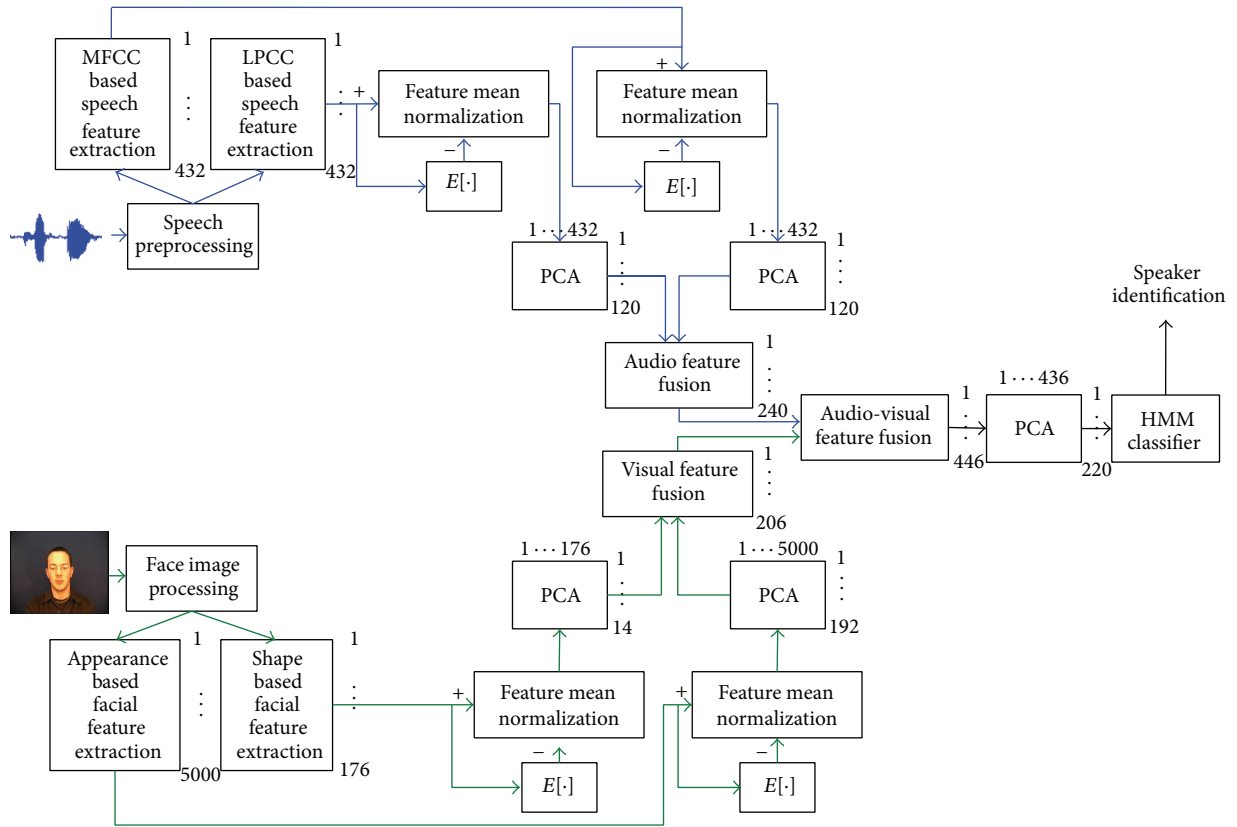 MFCC
based
speech
feature
extraction
1
⋮
432
LPCC
based
speech
feature
extraction
1
⋮
432
+
Feature mean
normalization
−
E[·]
+
Feature mean
normalization
−
E[·]
Speech
preprocessing
1 ··· 432
PCA
1
⋮
120
1 ··· 432
PCA
1
⋮
120
Speaker
identification
Audio feature
fusion
1
⋮
240
Audio-visual
feature fusion
1
⋮
446
1 ··· 436
PCA
1
⋮
220
HMM
classifier
Visual feature
fusion
1
⋮
206
Face image
processing
1 ··· 176
PCA
1
⋮
14
1 ··· 5000
PCA
1
⋮
192
Appearance
based
facial
feature
extraction
1
⋮
5000
Shape
based
facial
feature
extraction
1
⋮
176
+
Feature mean
normalization
−
E[·]
+
Feature mean
normalization
−
E[·]